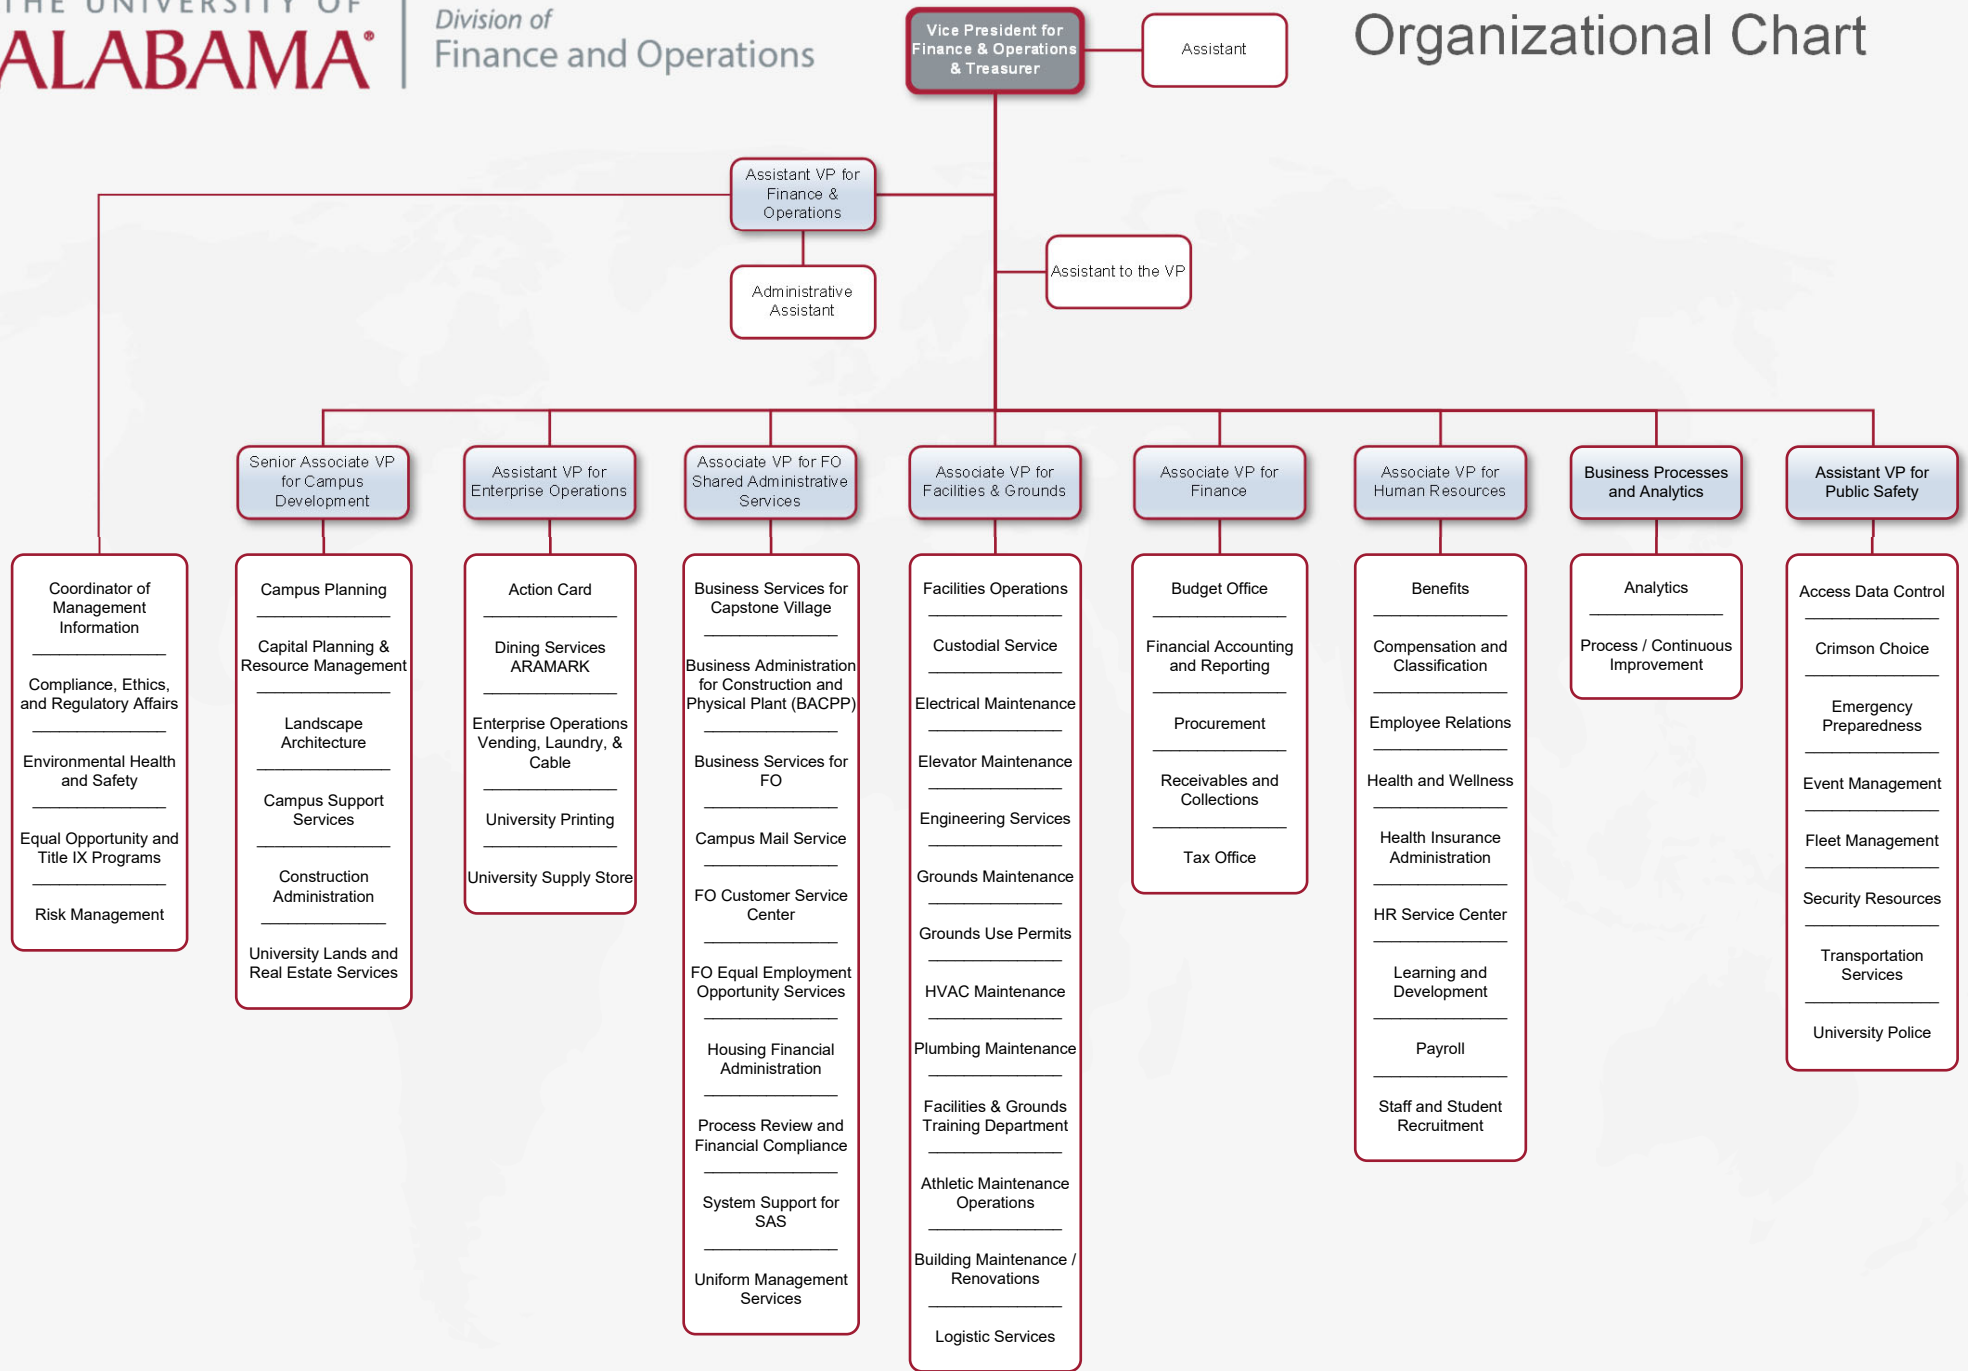 THE UNIVERSITY OF
ALABAMA®
Division of
Finance and Operations
Organizational Chart
Vice President for
Finance & Operations
& Treasurer
Assistant
Assistant VP for
Finance &
Operations
Administrative
Assistant
Assistant to the VP
Senior Associate VP
for Campus
Development
Assistant VP for
Enterprise Operations
Associate VP for FO
Shared Administrative
Services
Associate VP for
Facilities & Grounds
Associate VP for
Finance
Associate VP for
Human Resources
Business Processes
and Analytics
Assistant VP for
Public Safety
Coordinator of
Management
Information
Compliance, Ethics,
and Regulatory Affairs
Environmental Health
and Safety
Equal Opportunity and
Title IX Programs
Risk Management
Campus Planning
Capital Planning &
Resource Management
Landscape
Architecture
Campus Support
Services
Construction
Administration
University Lands and
Real Estate Services
Action Card
Dining Services
ARAMARK
Enterprise Operations
Vending, Laundry, &
Cable
University Printing
University Supply Store
Business Services for
Capstone Village
Business Administration
for Construction and
Physical Plant (BACPP)
Business Services for
FO
Campus Mail Service
FO Customer Service
Center
FO Equal Employment
Opportunity Services
Housing Financial
Administration
Process Review and
Financial Compliance
System Support for
SAS
Uniform Management
Services
Facilities Operations
Custodial Service
Electrical Maintenance
Elevator Maintenance
Engineering Services
Grounds Maintenance
Grounds Use Permits
HVAC Maintenance
Plumbing Maintenance
Facilities & Grounds
Training Department
Athletic Maintenance
Operations
Building Maintenance /
Renovations
Logistic Services
Budget Office
Financial Accounting
and Reporting
Procurement
Receivables and
Collections
Tax Office
Benefits
Compensation and
Classification
Employee Relations
Health and Wellness
Health Insurance
Administration
HR Service Center
Learning and
Development
Payroll
Staff and Student
Recruitment
Analytics
Process / Continuous
Improvement
Access Data Control
Crimson Choice
Emergency
Preparedness
Event Management
Fleet Management
Security Resources
Transportation
Services
University Police